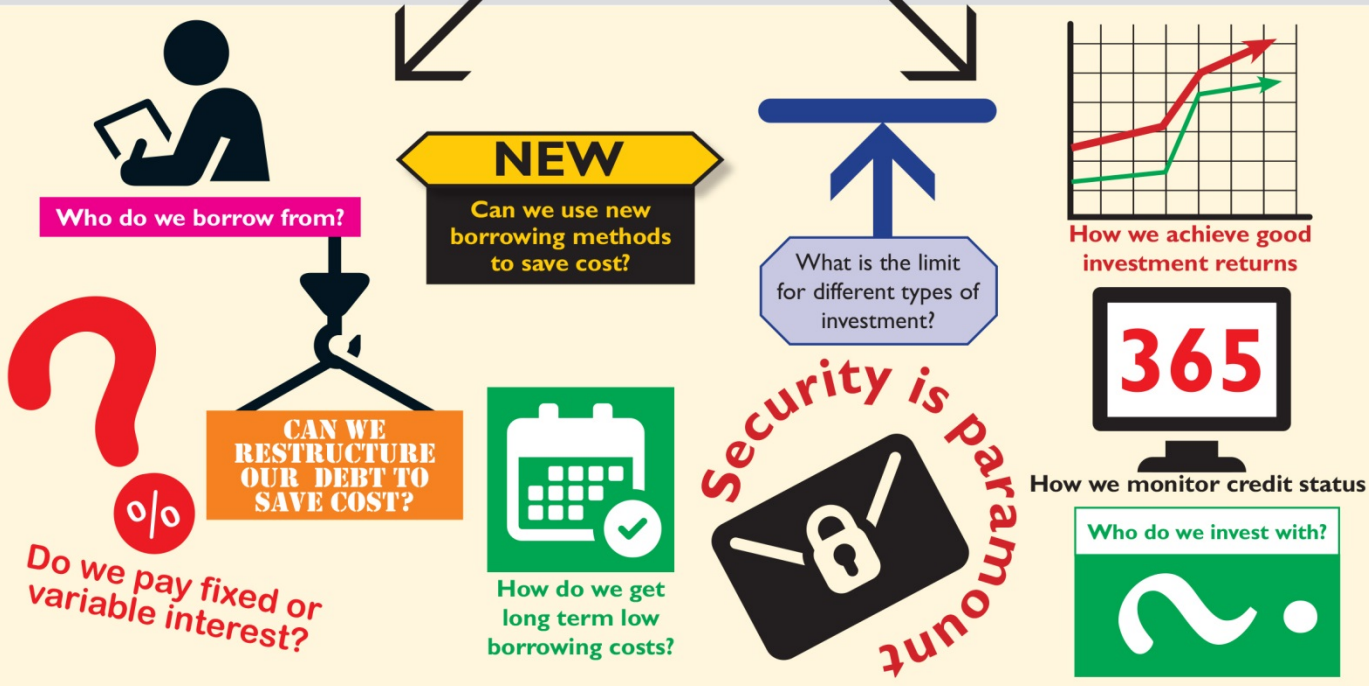 Who do we borrow from?
NEW
Can we use new
borrowing methods
to save cost?
What is the limit
for different types of
investment?
How we achieve good
investment returns
365
How we monitor credit status
CAN WE
RESTRUCTURE
OUR DEBT TO
SAVE COST?
%
Do we pay fixed or
variable interest?
How do we get
long term low
borrowing costs?
Security is paramount
Who do we invest with?